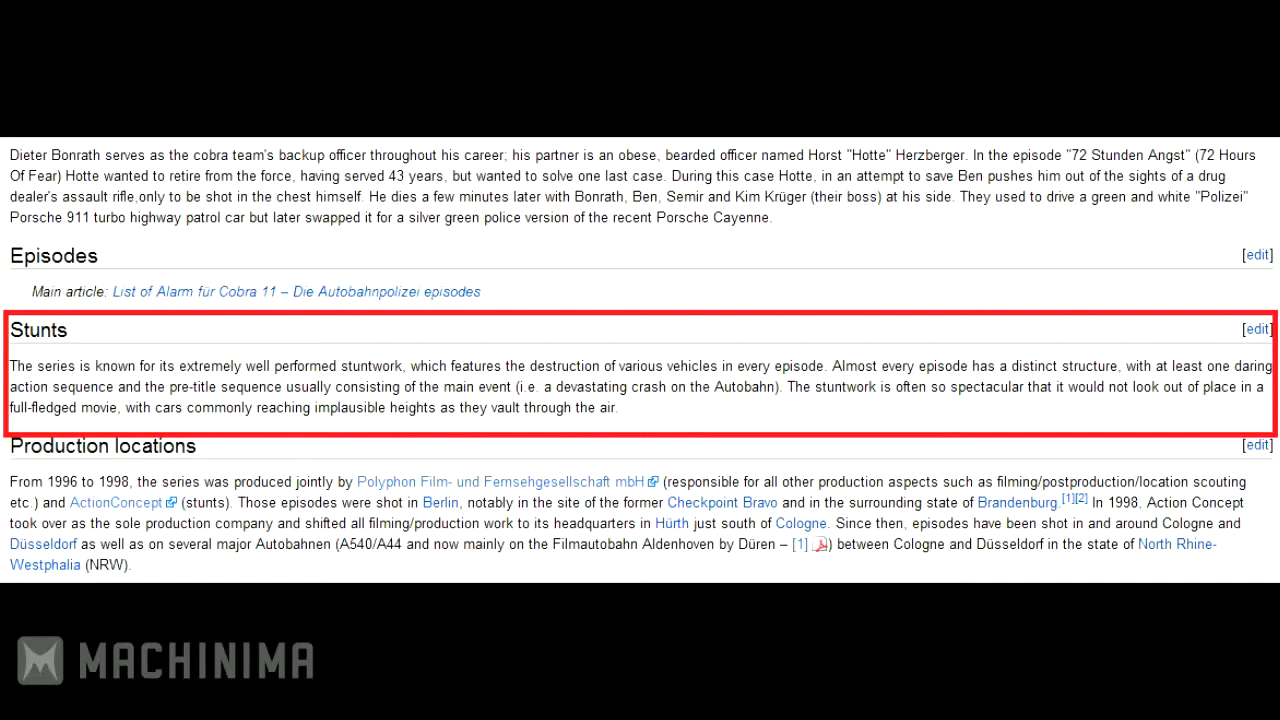 Dieter Bonrath serves as the cobra team's backup officer throughout his career; his partner is an obese, bearded officer named Horst "Hotte" Herzberger. In the episode "72 Stunden Angst" (72 Hours
Of Fear) Hotte wanted to retire from the force, having served 43 years, but wanted to solve one last case. During this case Hotte, in an attempt to save Ben pushes him out of the sights of a drug
dealer's assault rifle,only to be shot in the chest himself. He dies a few minutes later with Bonrath, Ben, Semir and Kim Krüger (their boss) at his side. They used to drive a green and white "Polizei"
Porsche 911 turbo highway patrol car but later swapped it for a silver green police version of the recent Porsche Cayenne.
Episodes [edit]
Main article: List of Alarm für Cobra 11 – Die Autobahnpolizei episodes
Stunts [edit]
The series is known for its extremely well performed stuntwork, which features the destruction of various vehicles in every episode. Almost every episode has a distinct structure, with at least one daring
action sequence and the pre-title sequence usually consisting of the main event (i.e. a devastating crash on the Autobahn). The stuntwork is often so spectacular that it would not look out of place in a
full-fledged movie, with cars commonly reaching implausible heights as they vault through the air.
Production locations [edit]
From 1996 to 1998, the series was produced jointly by Polyphon Film- und Fernsehgesellschaft mbH (responsible for all other production aspects such as filming/postproduction/location scouting
etc.) and ActionConcept (stunts). Those episodes were shot in Berlin, notably in the site of the former Checkpoint Bravo and in the surrounding state of Brandenburg.[1][2] In 1998, Action Concept
took over as the sole production company and shifted all filming/production work to its headquarters in Hürth just south of Cologne. Since then, episodes have been shot in and around Cologne and
Düsseldorf as well as on several major Autobahnen (A540/A44 and now mainly on the Filmautobahn Aldenhoven by Düren – [1]) between Cologne and Düsseldorf in the state of North Rhine-
Westphalia (NRW).
MACHINIMA